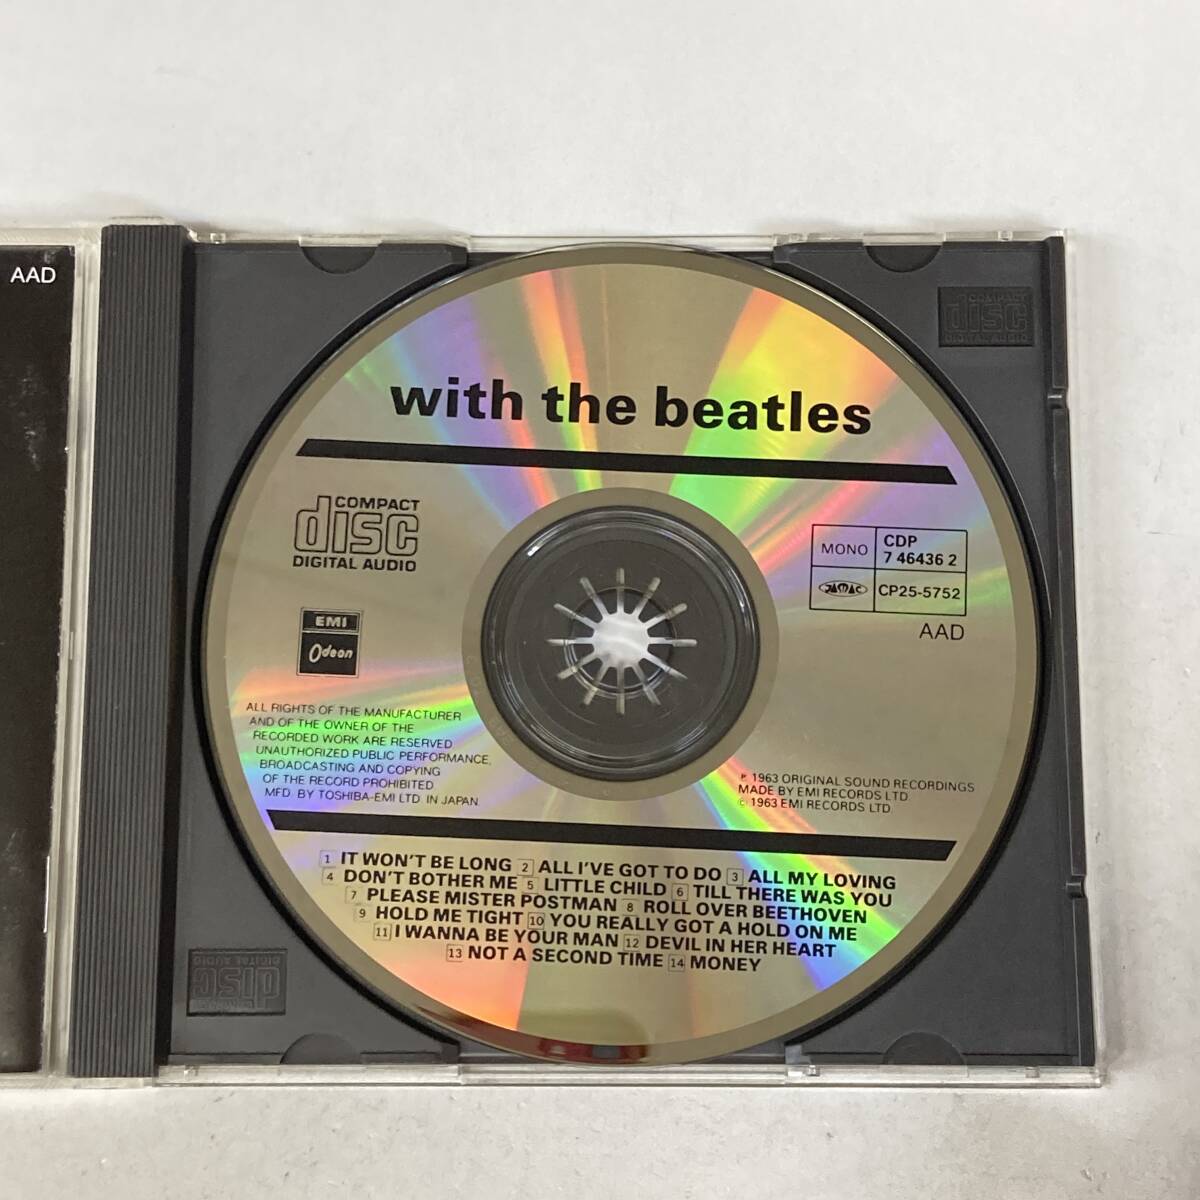 AAD
COMPACT
disc
DIGITAL AUDIO
with the beatles
COMPACT
disc
DIGITAL AUDIO
MONO
CDP
7 46436 2
JASRAC
CP25-5752
AAD
EMI
Odeon
ALL RIGHTS OF THE MANUFACTURER
AND OF THE OWNER OF THE
RECORDED WORK ARE RESERVED
UNAUTHORIZED PUBLIC PERFORMANCE,
BROADCASTING AND COPYING
OF THE RECORD PROHIBITED
MFD. BY TOSHIBA-EMI LTD. IN JAPAN.
℗ 1963 ORIGINAL SOUND RECORDINGS
MADE BY EMI RECORDS LTD.
© 1963 EMI RECORDS LTD.
1 IT WON'T BE LONG 2 ALL I'VE GOT TO DO 3 ALL MY LOVING
4 DON'T BOTHER ME 5 LITTLE CHILD 6 TILL THERE WAS YOU
7 PLEASE MISTER POSTMAN 8 ROLL OVER BEETHOVEN
9 HOLD ME TIGHT 10 YOU REALLY GOT A HOLD ON ME
11 I WANNA BE YOUR MAN 12 DEVIL IN HER HEART
13 NOT A SECOND TIME 14 MONEY
COMPACT
disc
DIGITAL AUDIO